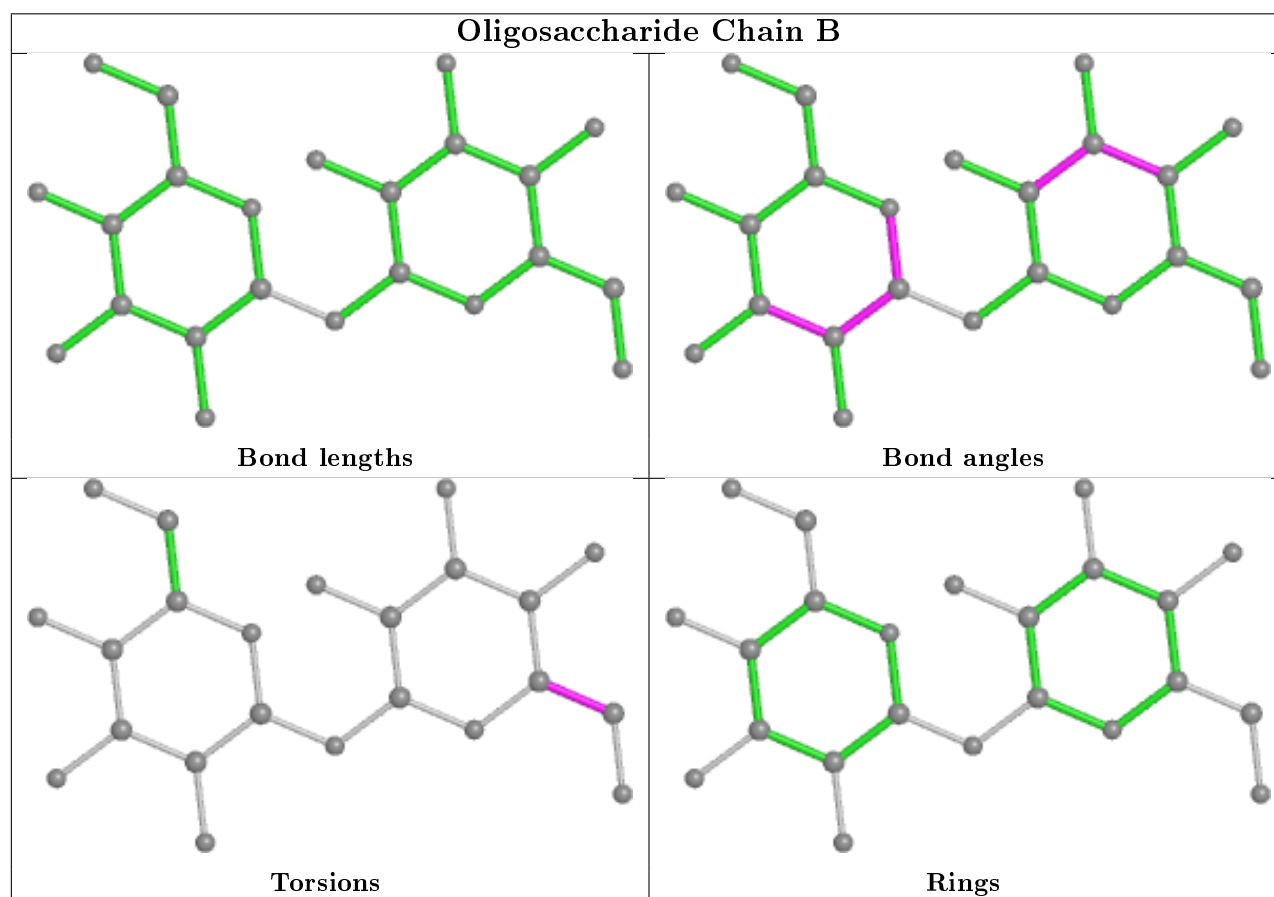 Oligosaccharide Chain B
Bond lengths
Bond angles
Torsions
Rings